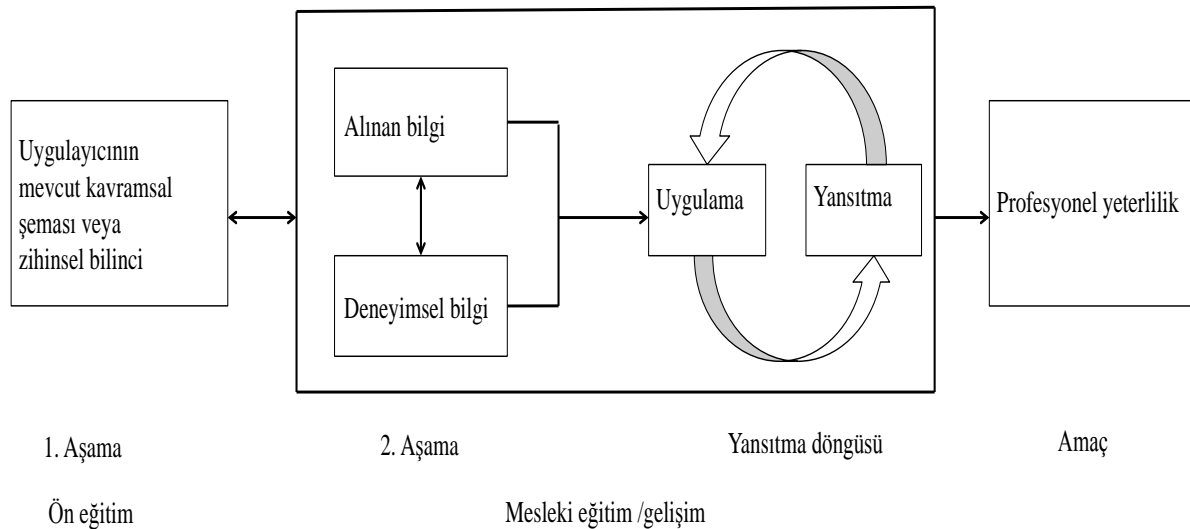 Uygulayıcının
mevcut kavramsal
şeması veya
zihinsel bilinci
Alınan bilgi
Deneyimsel bilgi
Uygulama
Yansıtma
Profesyonel yeterlilik
1. Aşama
2. Aşama
Yansıtma döngüsü
Amaç
Ön eğitim
Mesleki eğitim /gelişim